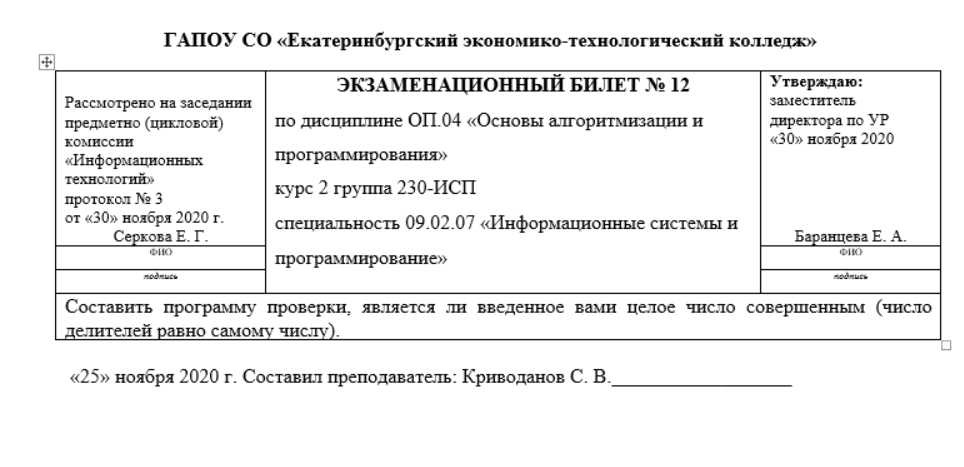 ГАПОУ СО «Екатеринбургский экономико-технологический колледж»
Рассмотрено на заседании
предметно (цикловой)
комиссии
«Информационных
технологий»
протокол № 3
от «30» ноября 2020 г.
Серкова Е. Г.
ФИО
подпись
ЭКЗАМЕНАЦИОННЫЙ БИЛЕТ № 12
по дисциплине ОП.04 «Основы алгоритмизации и
программирования»
курс 2 группа 230-ИСП
специальность 09.02.07 «Информационные системы и
программирование»
Утверждаю:
заместитель
директора по УР
«30» ноября 2020
Баранцева Е. А.
ФИО
подпись
Составить программу проверки, является ли введенное вами целое число совершенным (число
делителей равно самому числу).
«25» ноября 2020 г. Составил преподаватель: Криводанов С. В.__________________